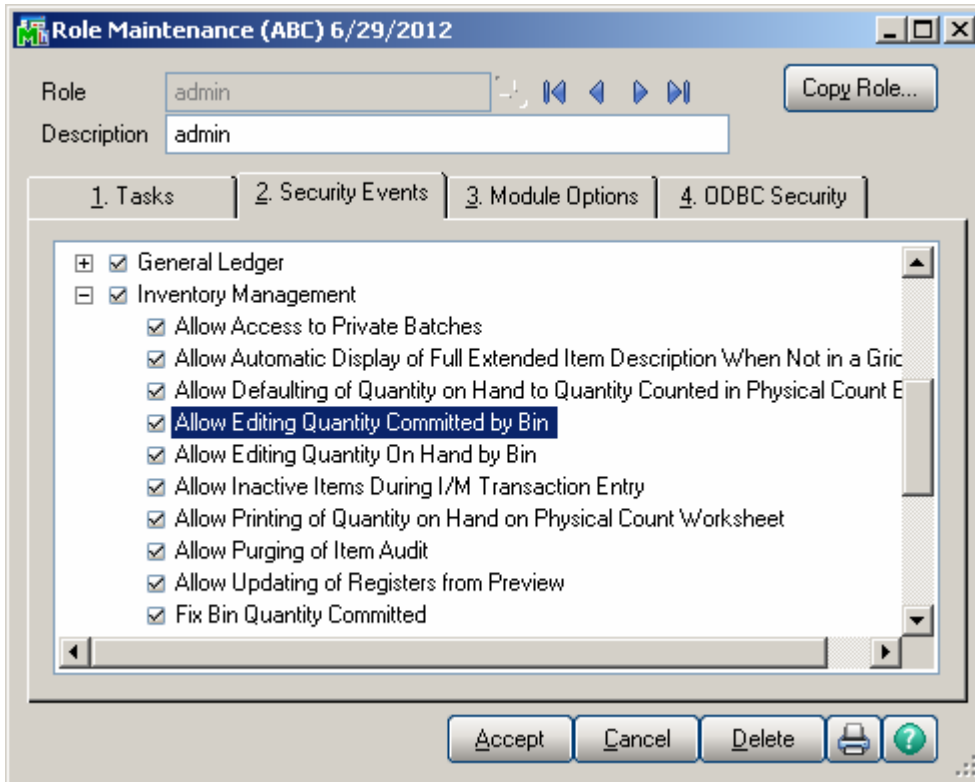 Role Maintenance (ABC) 6/29/2012
Role admin Copy Role...
Description admin
1. Tasks 2. Security Events 3. Module Options 4. ODBC Security
General Ledger
Inventory Management
Allow Access to Private Batches
Allow Automatic Display of Full Extended Item Description When Not in a Gric
Allow Defaulting of Quantity on Hand to Quantity Counted in Physical Count E
Allow Editing Quantity Committed by Bin
Allow Editing Quantity On Hand by Bin
Allow Inactive Items During I/M Transaction Entry
Allow Printing of Quantity on Hand on Physical Count Worksheet
Allow Purging of Item Audit
Allow Updating of Registers from Preview
Fix Bin Quantity Committed
Accept Cancel Delete